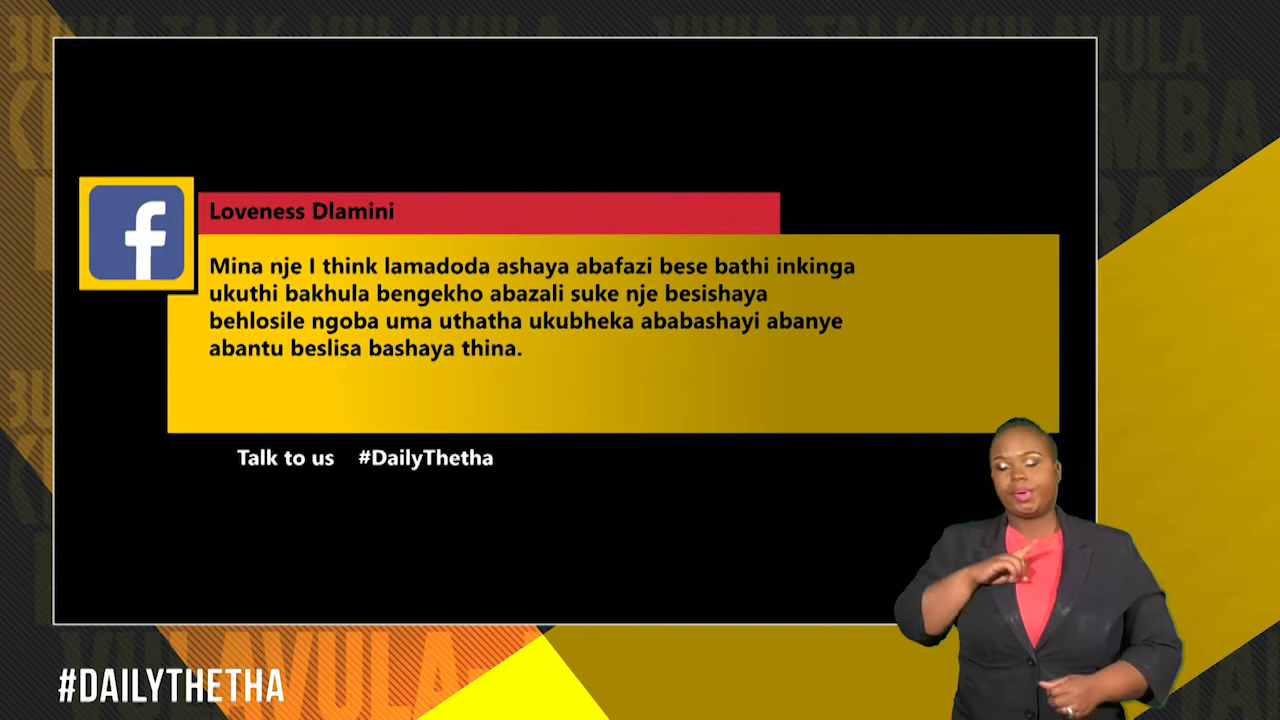 Loveness Dlamini
Mina nje I think lamadoda ashaya abafazi bese bathi inkinga
ukuthi bakhula bengekho abazali suke nje besishaya
behlosile ngoba uma uthatha ukubheka ababashayi abanye
abantu beslisa bashaya thina.
Talk to us #DailyThetha
#DAILYTHETHA